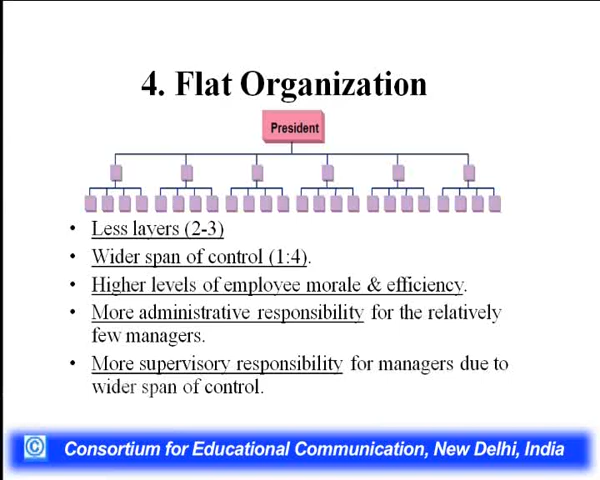 4. Flat Organization
President
• Less layers (2-3)
• Wider span of control (1:4).
• Higher levels of employee morale & efficiency.
• More administrative responsibility for the relatively
few managers.
• More supervisory responsibility for managers due to
wider span of control.
© Consortium for Educational Communication, New Delhi, India